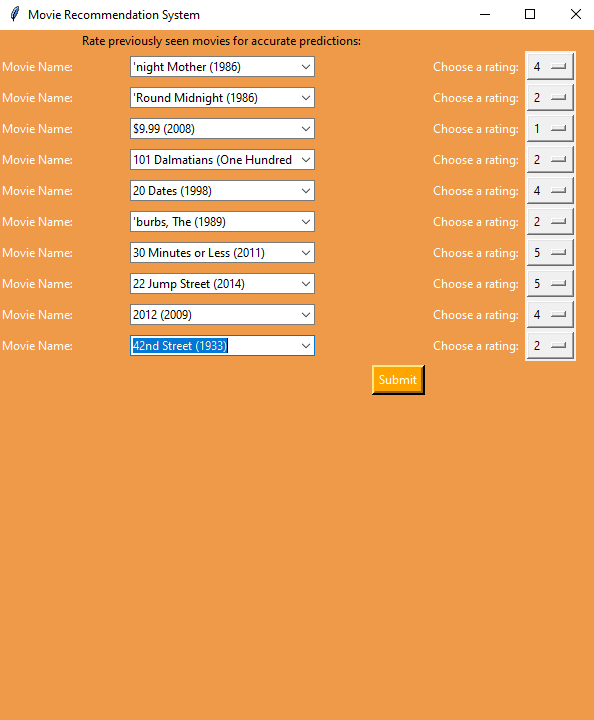 Movie Recommendation System
Rate previously seen movies for accurate predictions:
Movie Name: 'night Mother (1986) Choose a rating: 4
Movie Name: 'Round Midnight (1986) Choose a rating: 2
Movie Name: $9.99 (2008) Choose a rating: 1
Movie Name: 101 Dalmatians (One Hundred Choose a rating: 2
Movie Name: 20 Dates (1998) Choose a rating: 4
Movie Name: 'burbs, The (1989) Choose a rating: 2
Movie Name: 30 Minutes or Less (2011) Choose a rating: 5
Movie Name: 22 Jump Street (2014) Choose a rating: 5
Movie Name: 2012 (2009) Choose a rating: 4
Movie Name: 42nd Street (1933) Choose a rating: 2
Submit